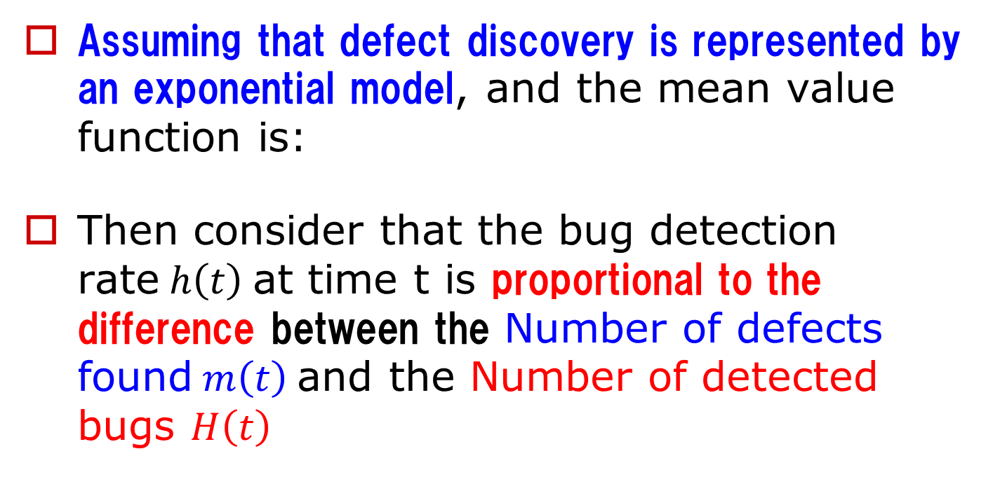 Assuming that defect discovery is represented by
an exponential model, and the mean value
function is:
Then consider that the bug detection
rate h(t) at time t is proportional to the
difference between the Number of defects
found m(t) and the Number of detected
bugs H(t)